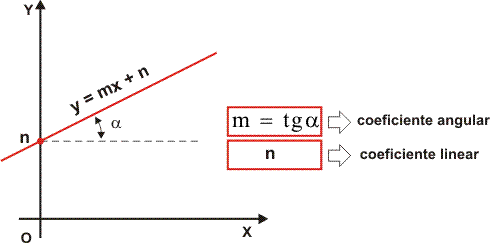 Y
y = mx + n
α
n
m = tgα coeficiente angular
n coeficiente linear
O
X